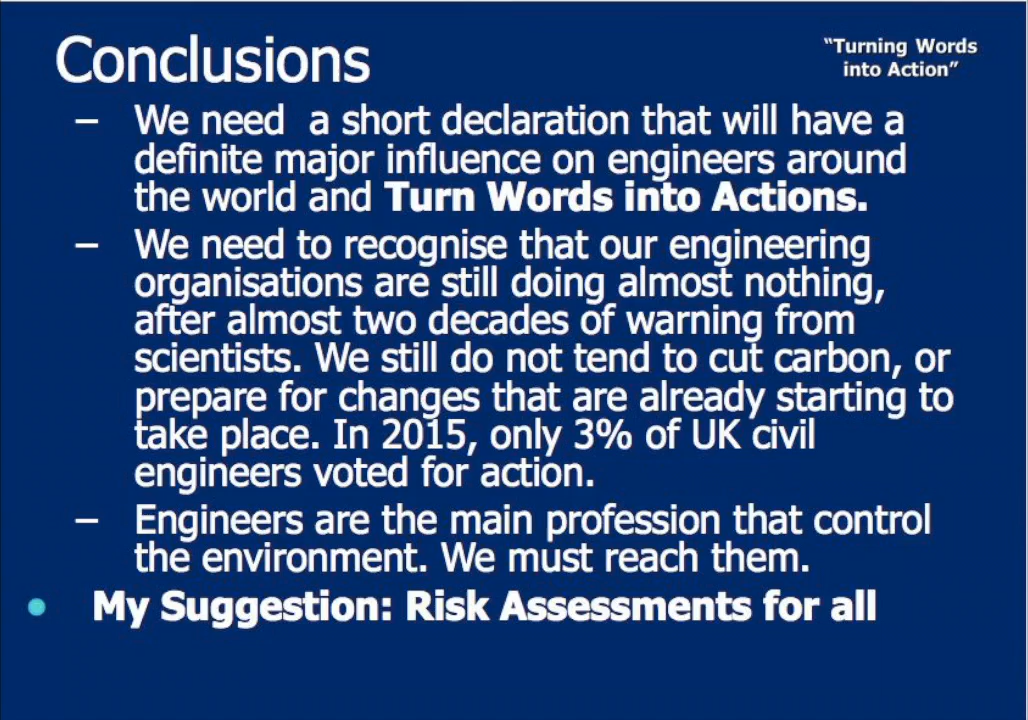 Conclusions
"Turning Words
into Action"
– We need a short declaration that will have a
definite major influence on engineers around
the world and Turn Words into Actions.
– We need to recognise that our engineering
organisations are still doing almost nothing,
after almost two decades of warning from
scientists. We still do not tend to cut carbon, or
prepare for changes that are already starting to
take place. In 2015, only 3% of UK civil
engineers voted for action.
– Engineers are the main profession that control
the environment. We must reach them.
• My Suggestion: Risk Assessments for all